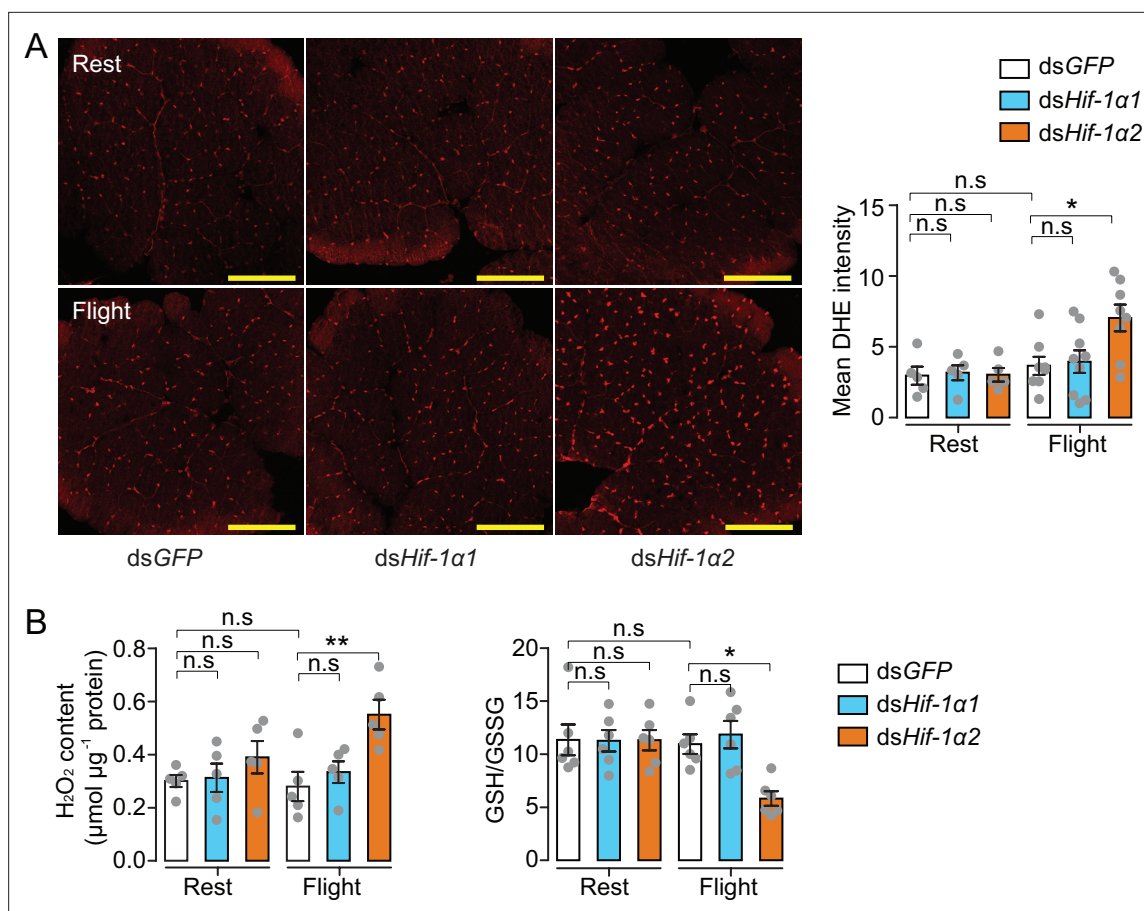 A
Rest
Flight
dsGFP
dsHif-1α1
dsHif-1α2
dsGFP
dsHif-1α1
dsHif-1α2
Mean DHE intensity
15
10
5
0
n.s
n.s
n.s
*
n.s
Rest
Flight
B
H₂O₂ content
(μmol μg⁻¹ protein)
0.8
0.6
0.4
0.2
0.0
n.s
n.s
n.s
**
n.s
Rest
Flight
GSH/GSSG
20
15
10
5
0
n.s
n.s
n.s
*
n.s
Rest
Flight
dsGFP
dsHif-1α1
dsHif-1α2